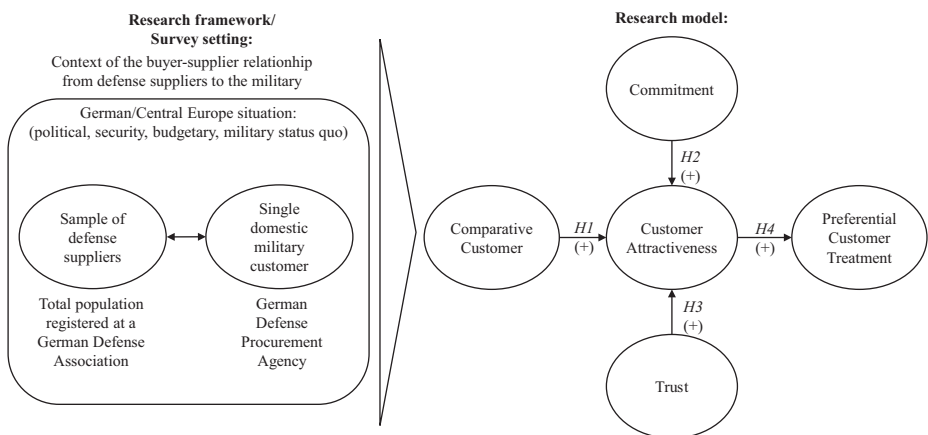 Research framework/
Survey setting:
Context of the buyer-supplier relationship
from defense suppliers to the military
German/Central Europe situation:
(political, security, budgetary, military status quo)
Sample of
defense
suppliers
Single
domestic
military
customer
Total population
registered at a
German Defense
Association
German
Defense
Procurement
Agency
Research model:
Commitment
H2
(+)
Comparative
Customer
H1
(+)
Customer
Attractiveness
H4
(+)
Preferential
Customer
Treatment
H3
(+)
Trust